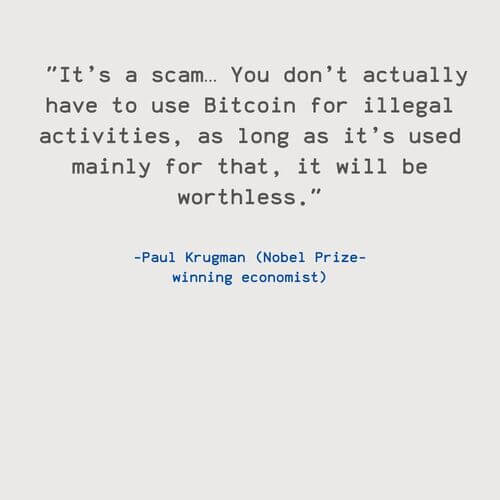 "It's a scam… You don't actually
have to use Bitcoin for illegal
activities, as long as it's used
mainly for that, it will be
worthless."
-Paul Krugman (Nobel Prize-
winning economist)